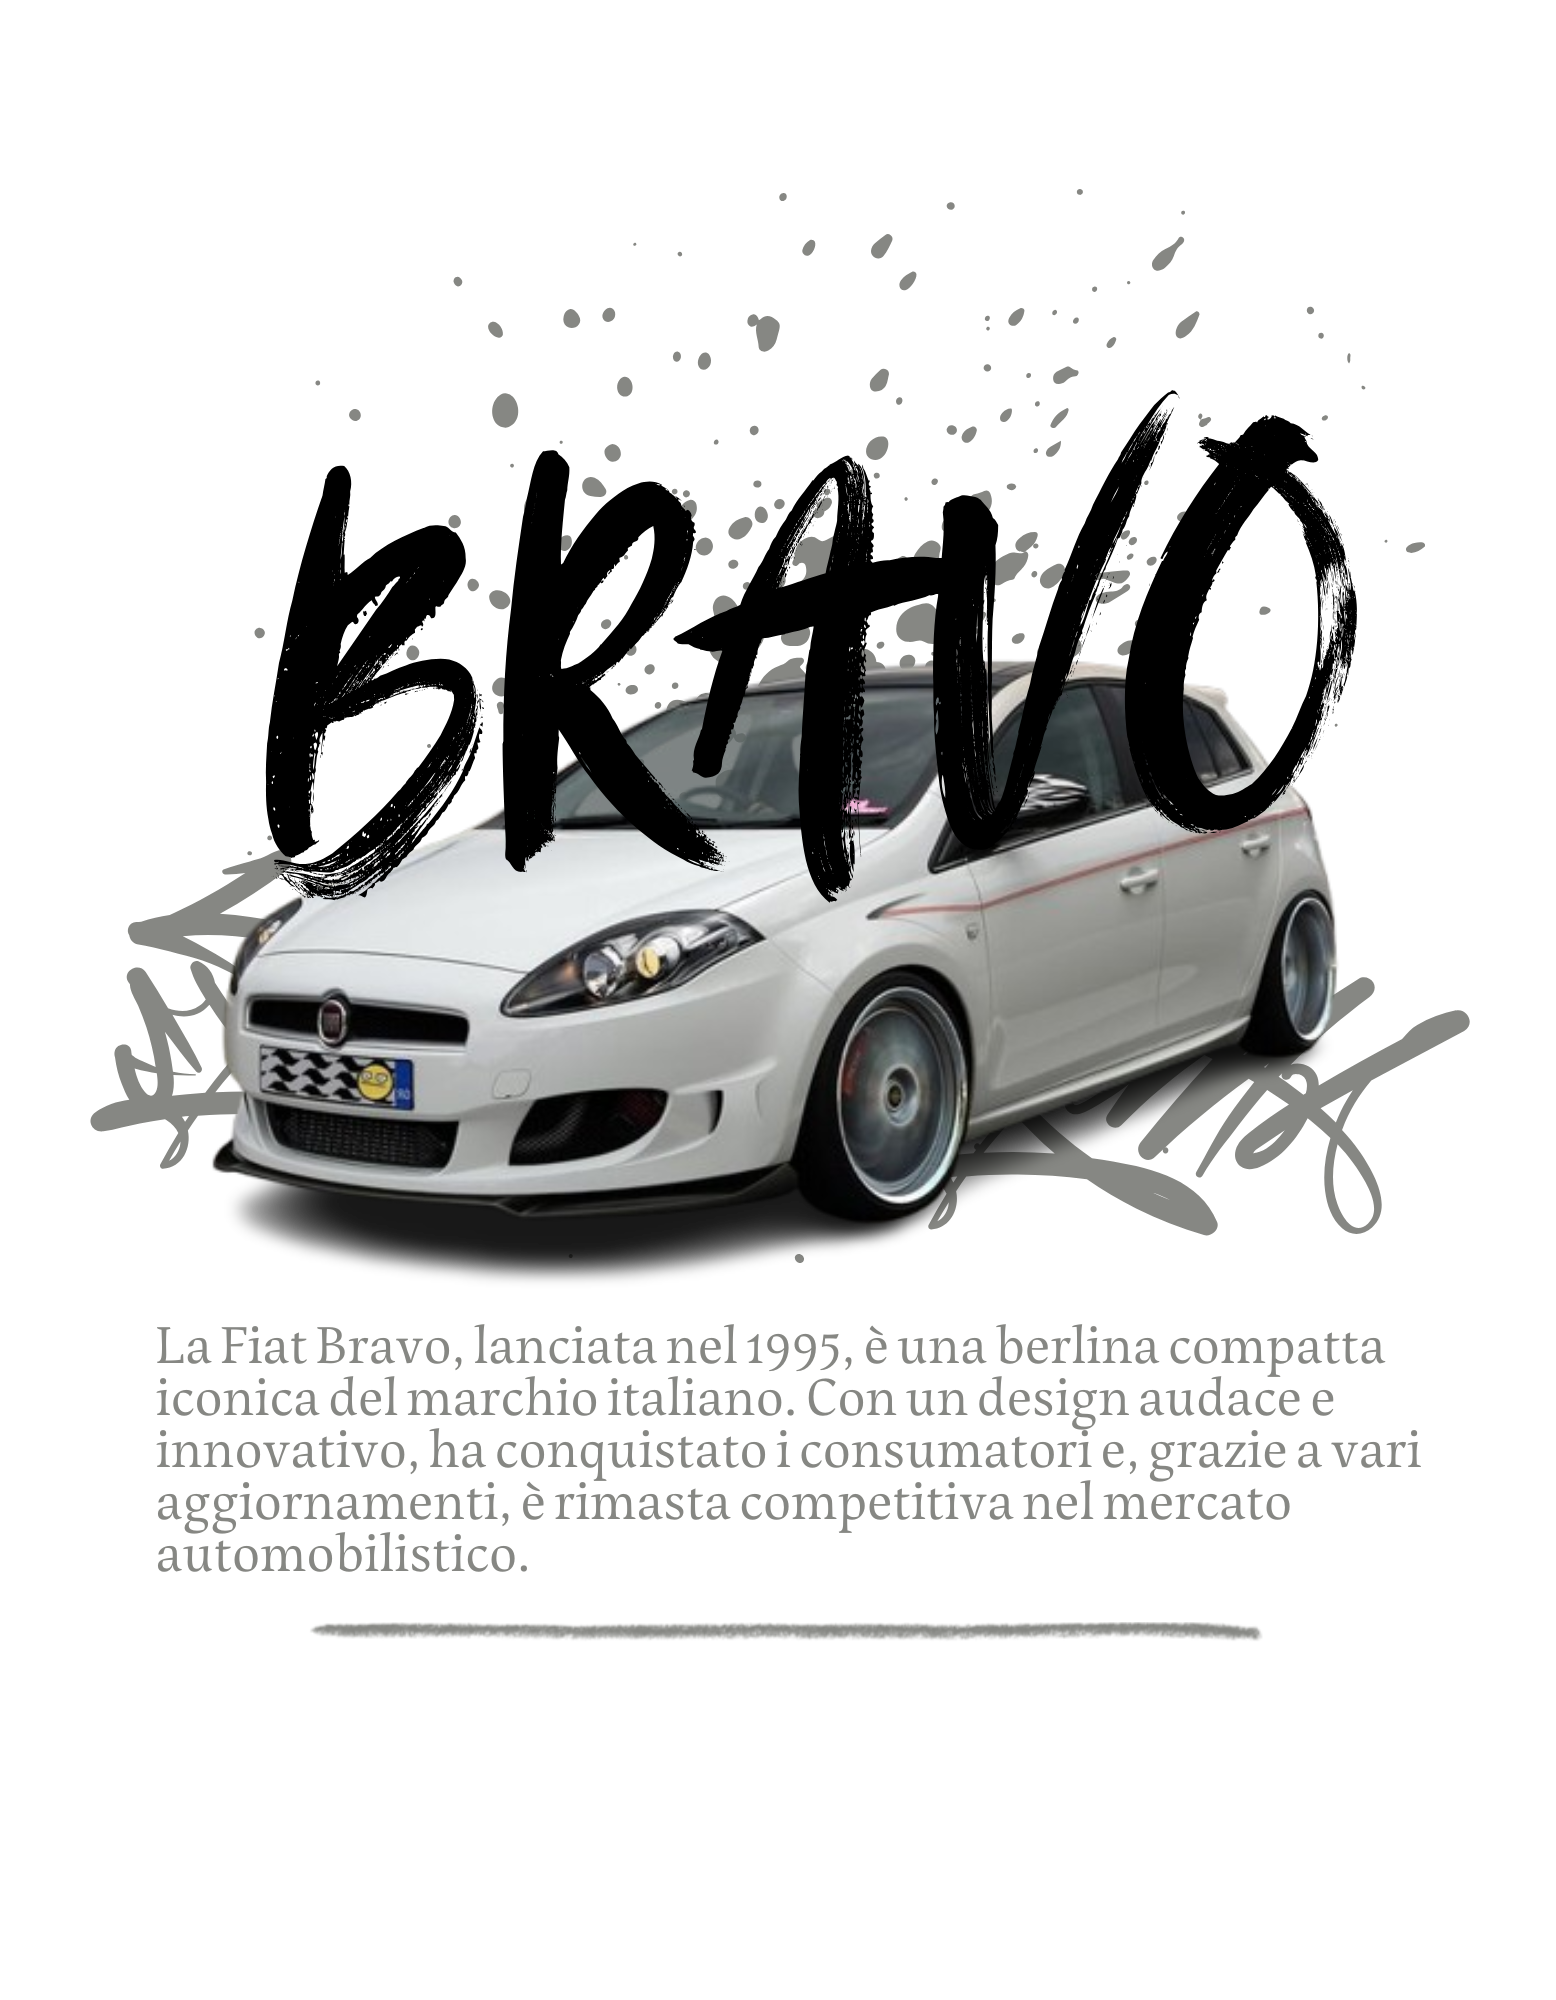 BRAVO
La Fiat Bravo, lanciata nel 1995, è una berlina compatta
iconica del marchio italiano. Con un design audace e
innovativo, ha conquistato i consumatori e, grazie a vari
aggiornamenti, è rimasta competitiva nel mercato
automobilistico.